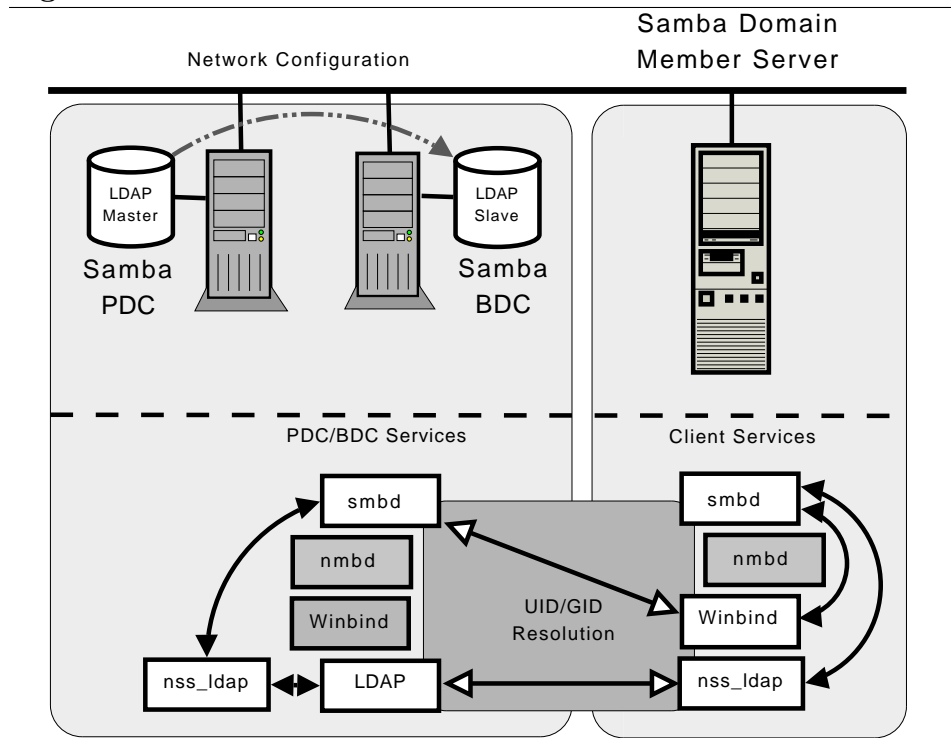 Samba Domain
Member Server
Network Configuration
LDAP
Master
LDAP
Slave
Samba
PDC
Samba
BDC
PDC/BDC Services
Client Services
smbd
smbd
nmbd
nmbd
Winbind
UID/GID
Resolution
Winbind
nss_ldap
LDAP
nss_ldap